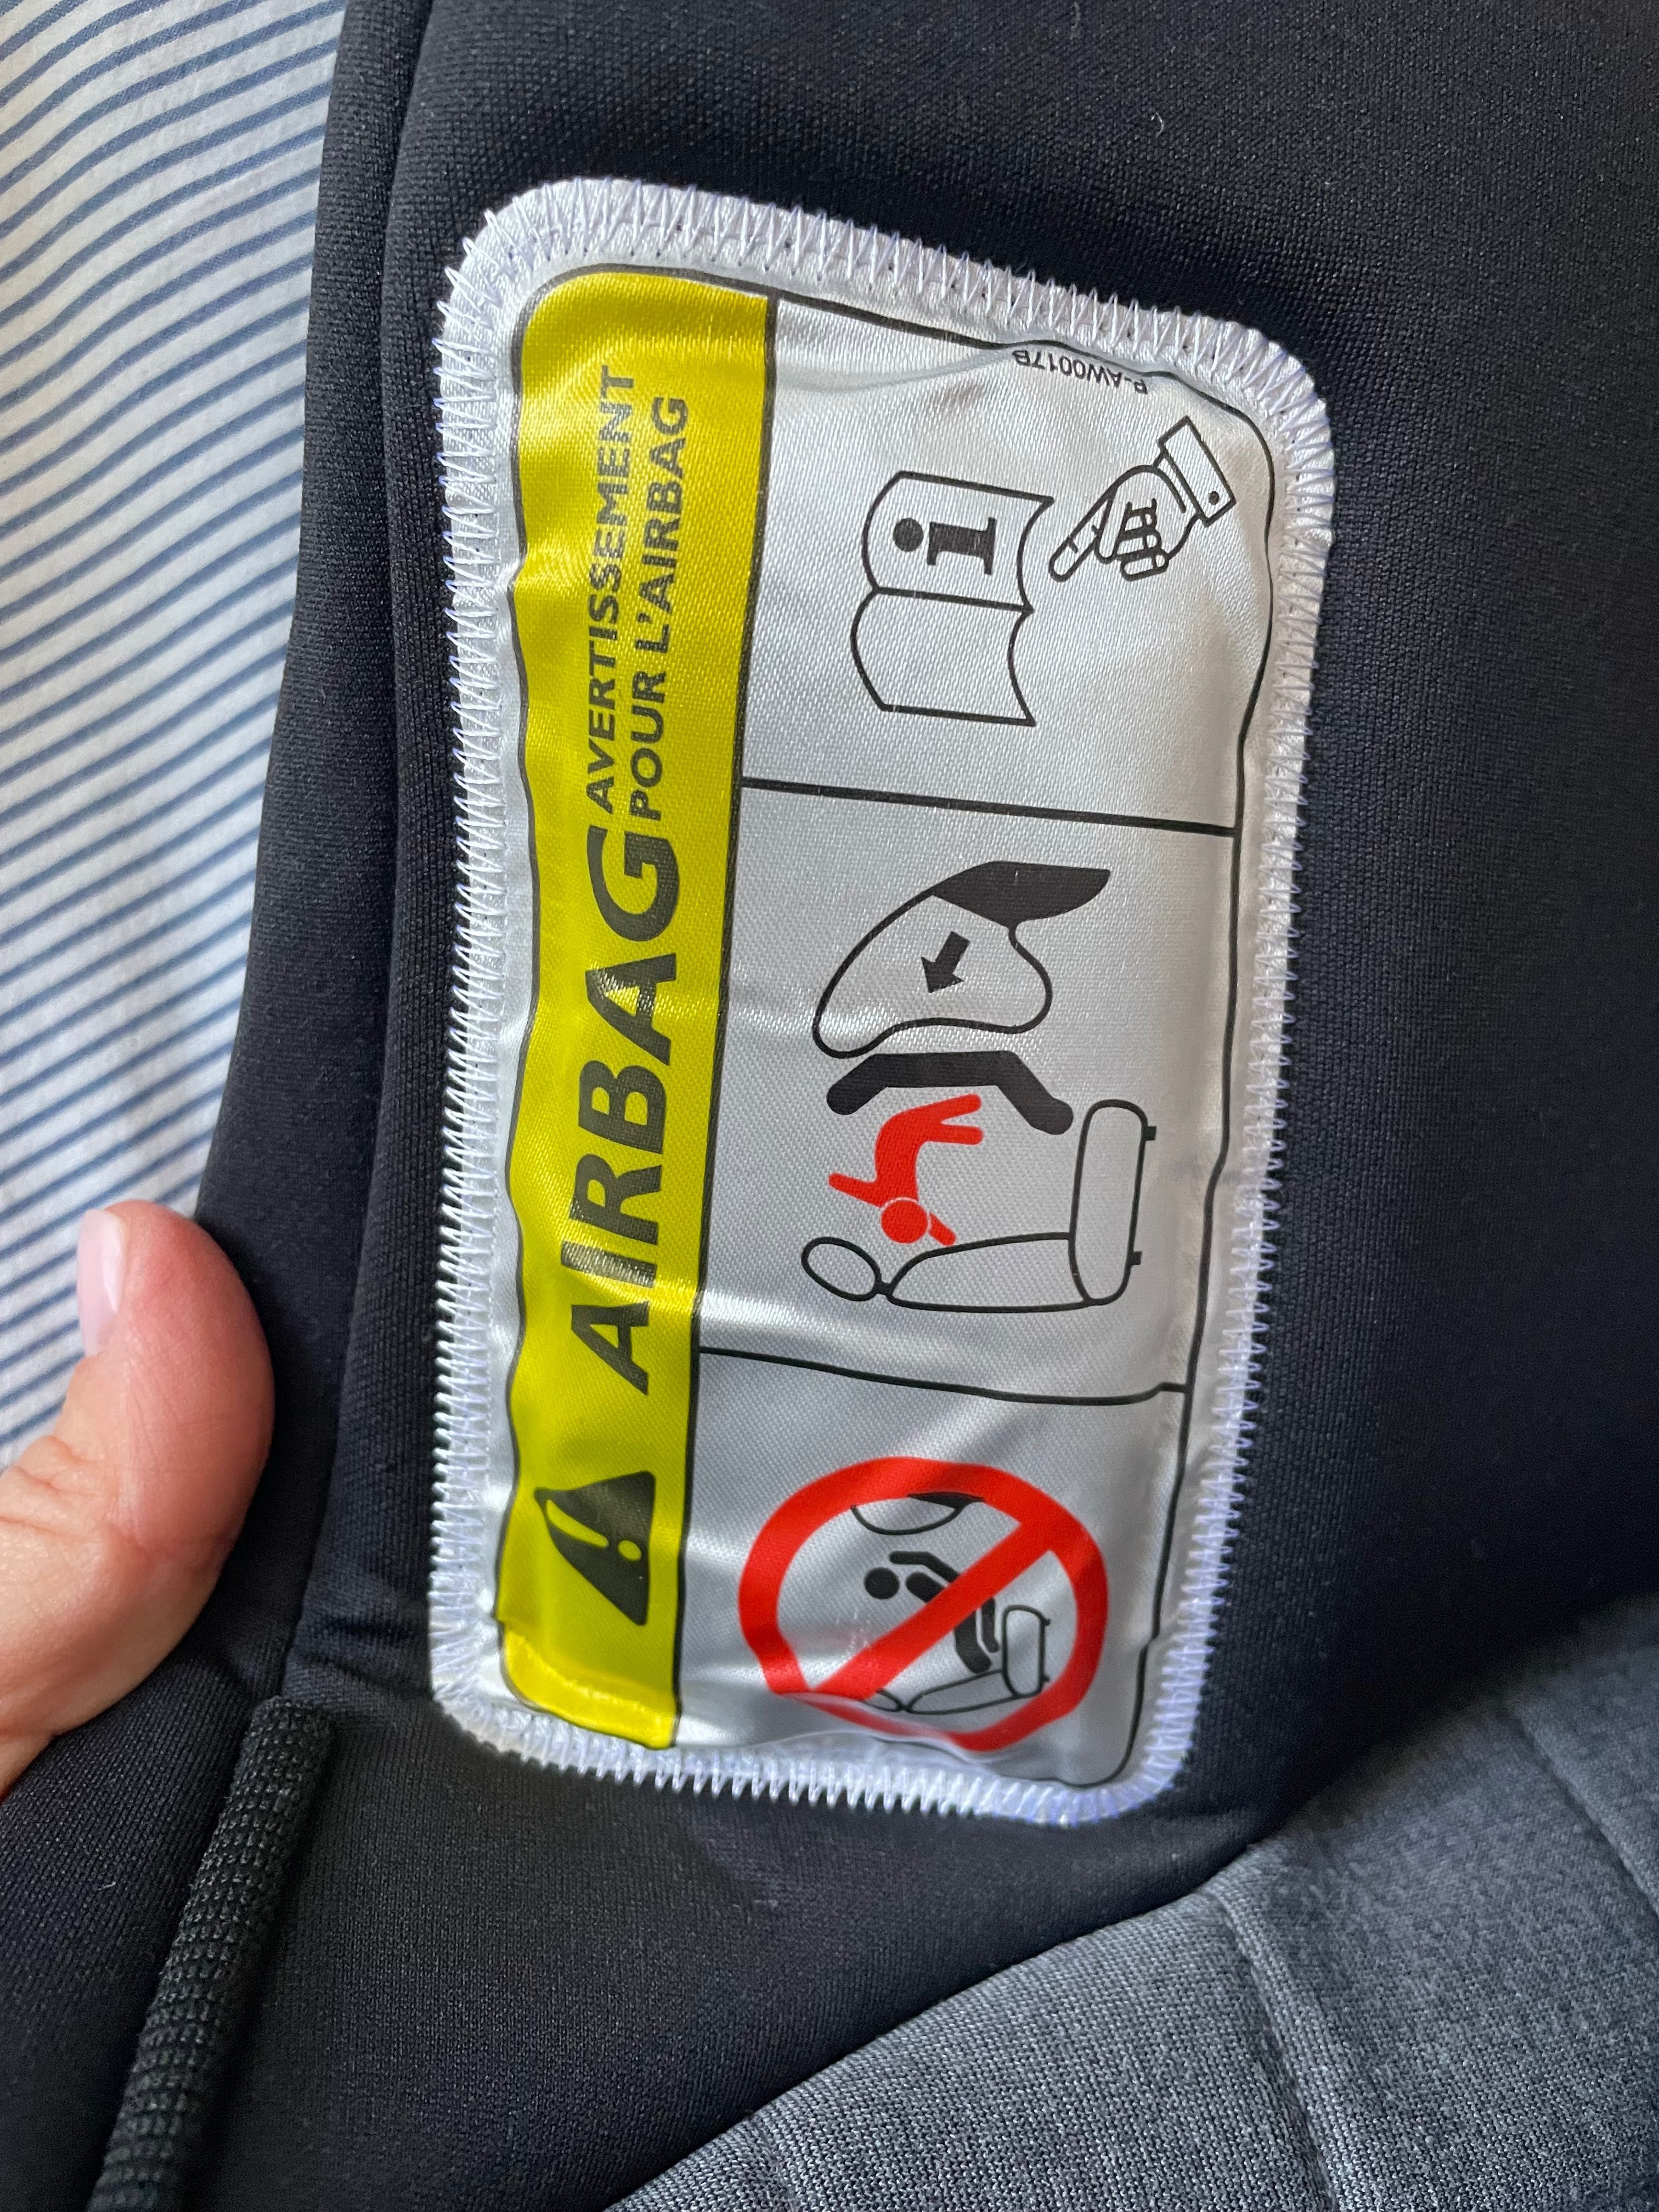 AIRBAG
AVERTISSEMENT
POUR L'AIRBAG
i
P-AW0017B